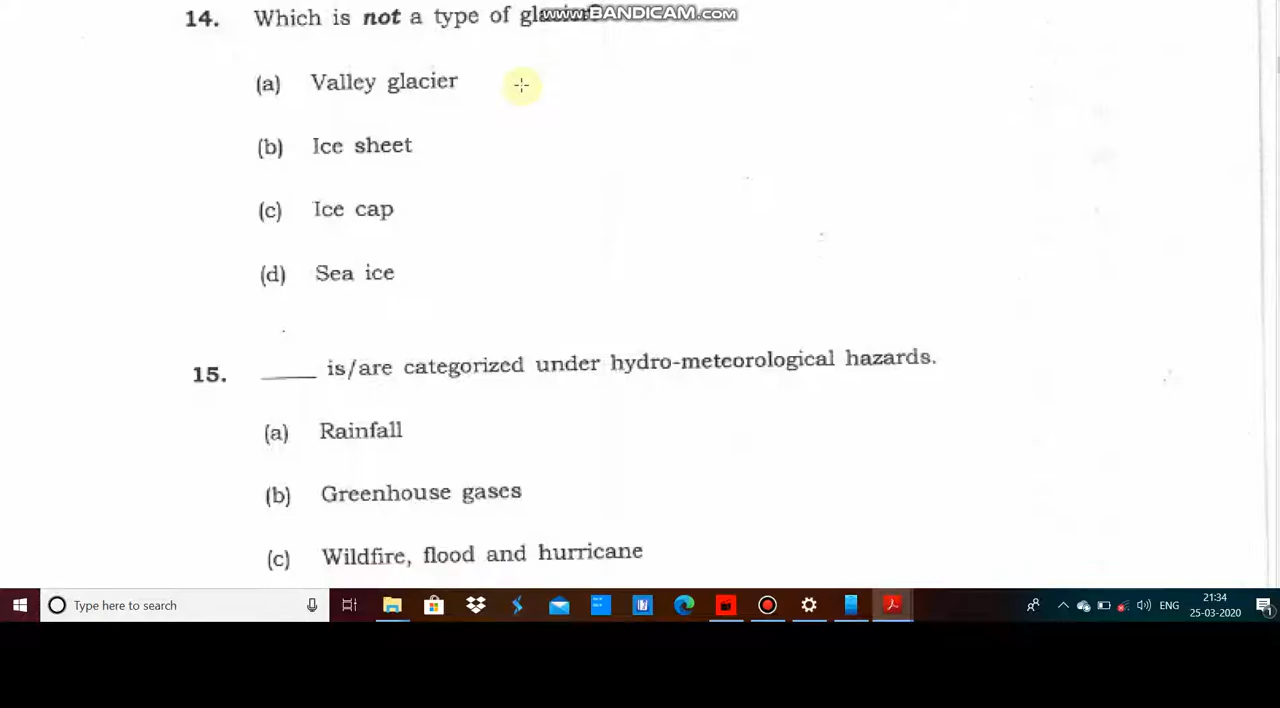 www.BANDICAM.com
14. Which is not a type of
(a) Valley glacier
(b) Ice sheet
(c) Ice cap
(d) Sea ice
15. _____ is/are categorized under hydro-meteorological hazards.
(a) Rainfall
(b) Greenhouse gases
(c) Wildfire, flood and hurricane
Type here to search
ENG
21:34
25-03-2020